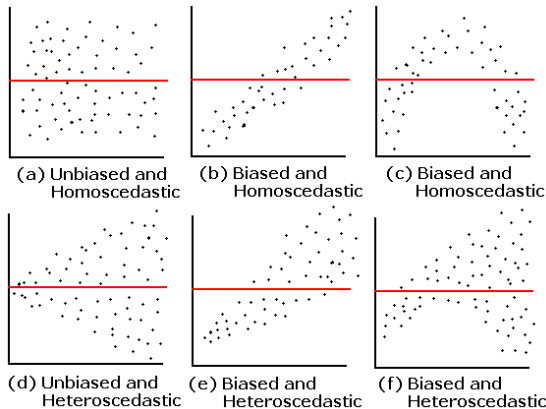 (a) Unbiased and
Homoscedastic
(b) Biased and
Homoscedastic
(c) Biased and
Homoscedastic
(d) Unbiased and
Heteroscedastic
(e) Biased and
Heteroscedastic
(f) Biased and
Heteroscedastic